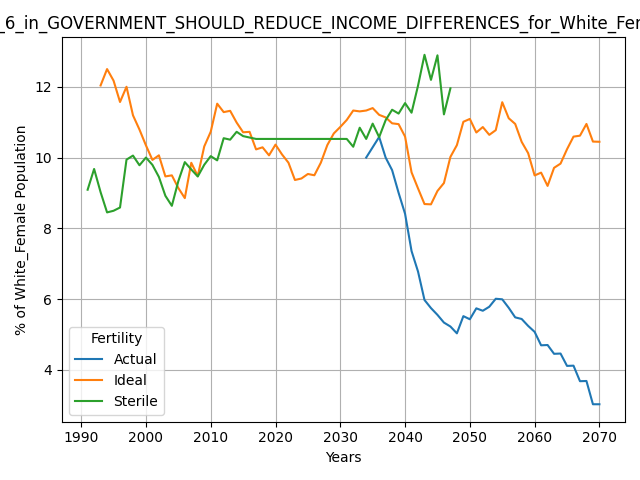 _6_in_GOVERNMENT_SHOULD_REDUCE_INCOME_DIFFERENCES_for_White_Fem
% of White_Female Population
12
10
8
6
4
Fertility
Actual
Ideal
Sterile
1990 2000 2010 2020 2030 2040 2050 2060 2070
Years